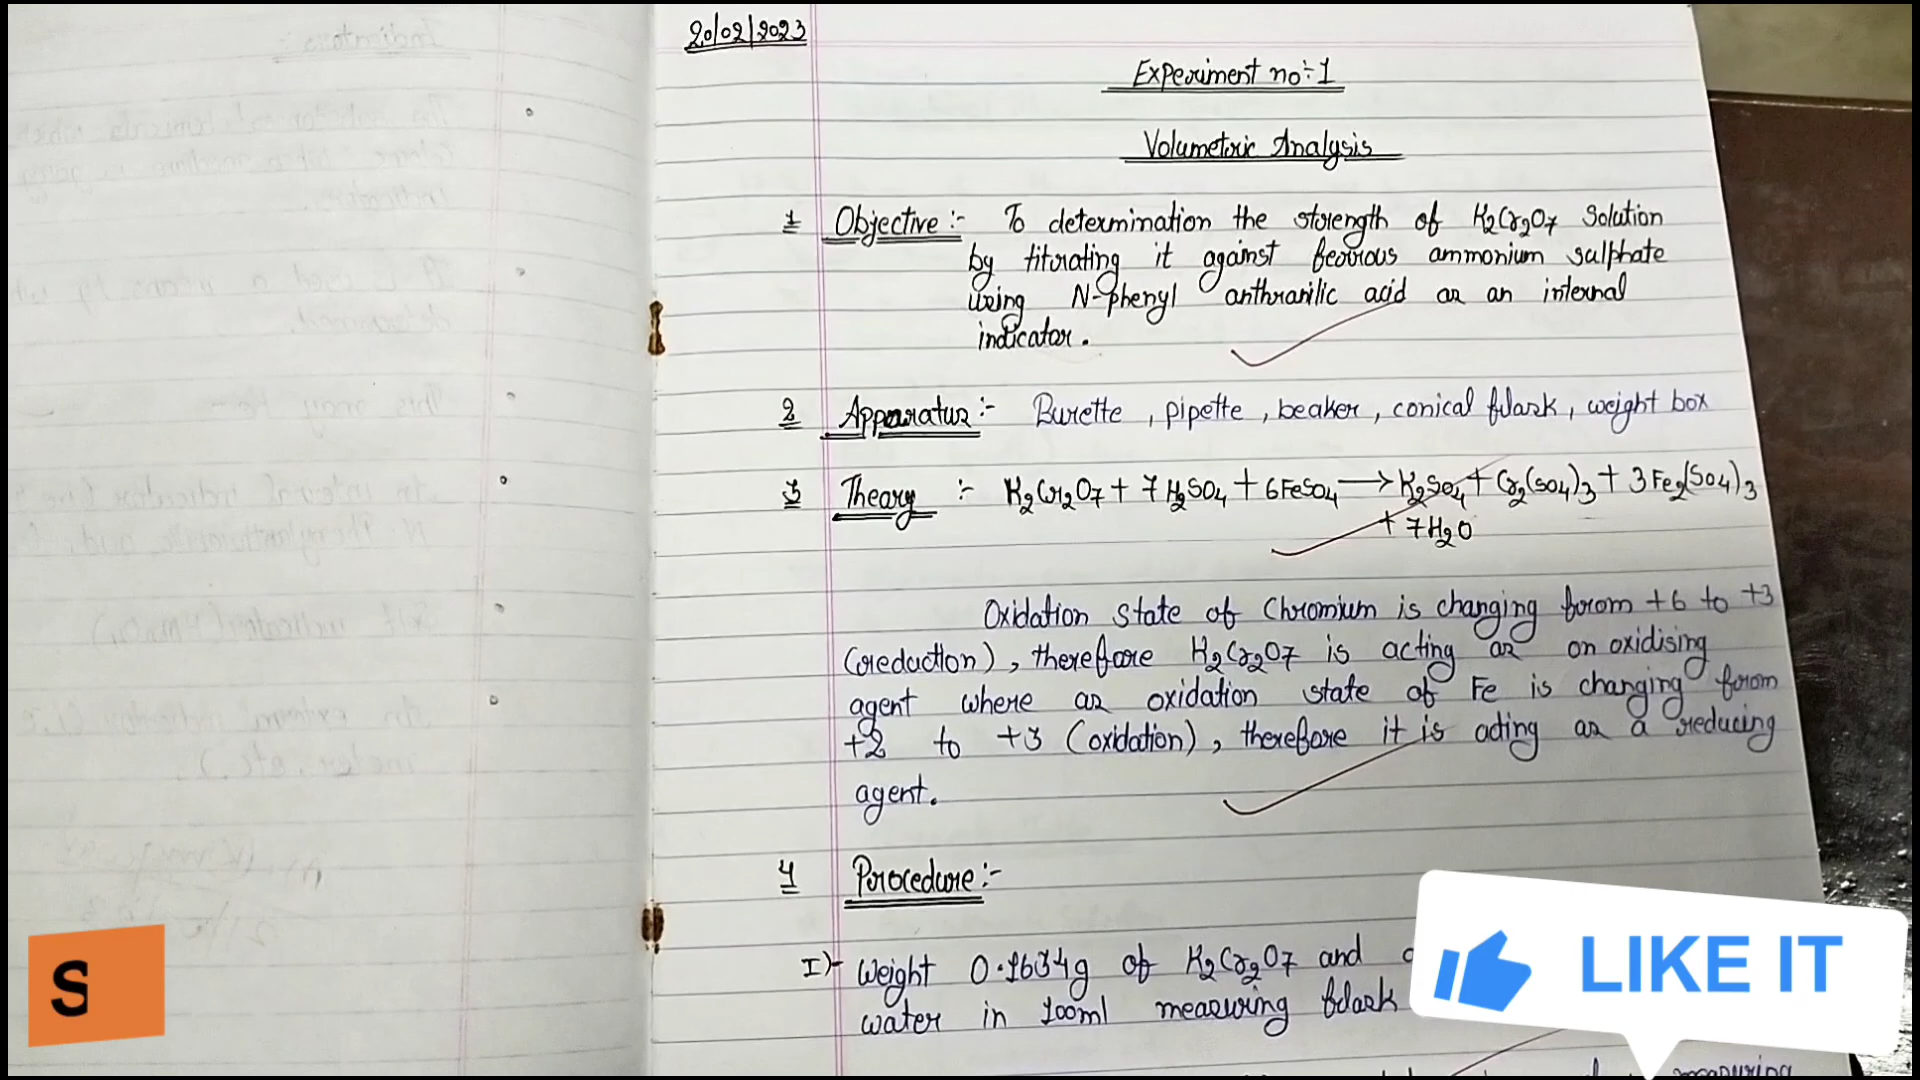 20/02/2023
Experiment no:-1
Volumetric Analysis
1 Objective :- To determination the strength of K2Cr2O7 Solution
by titrating it against ferrous ammonium sulphate
using N-phenyl anthranilic acid as an internal
indicator.
2 Apparatus :- Burette , pipette , beaker , conical flask , weight box
3 Theory :- K2Cr2O7 + 7H2SO4 + 6FeSO4 → K2SO4 + Cr2(SO4)3 + 3Fe2(SO4)3
+ 7H2O
Oxidation State of Chromium is changing from +6 to +3
(reduction), therefore K2Cr2O7 is acting as on oxidising
agent where as oxidation state of Fe is changing from
+2 to +3 (oxidation), therefore it is acting as a reducing
agent.
4 Procedure :-
I)- Weight 0.1634g of K2Cr2O7 and
water in 100ml measuring flask
measuring
S
LIKE IT